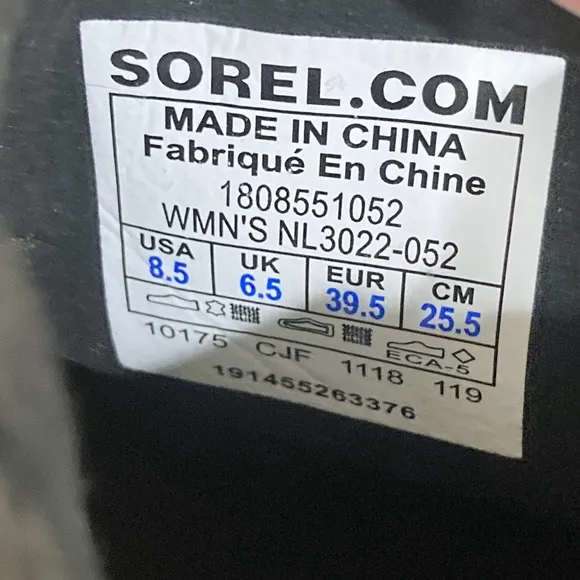 SOREL.COM
MADE IN CHINA
Fabriqué En Chine
1808551052
WMN'S NL3022-052
USA UK EUR CM
8.5 6.5 39.5 25.5
ECA-5
10175 CJF 1118 119
191455263376